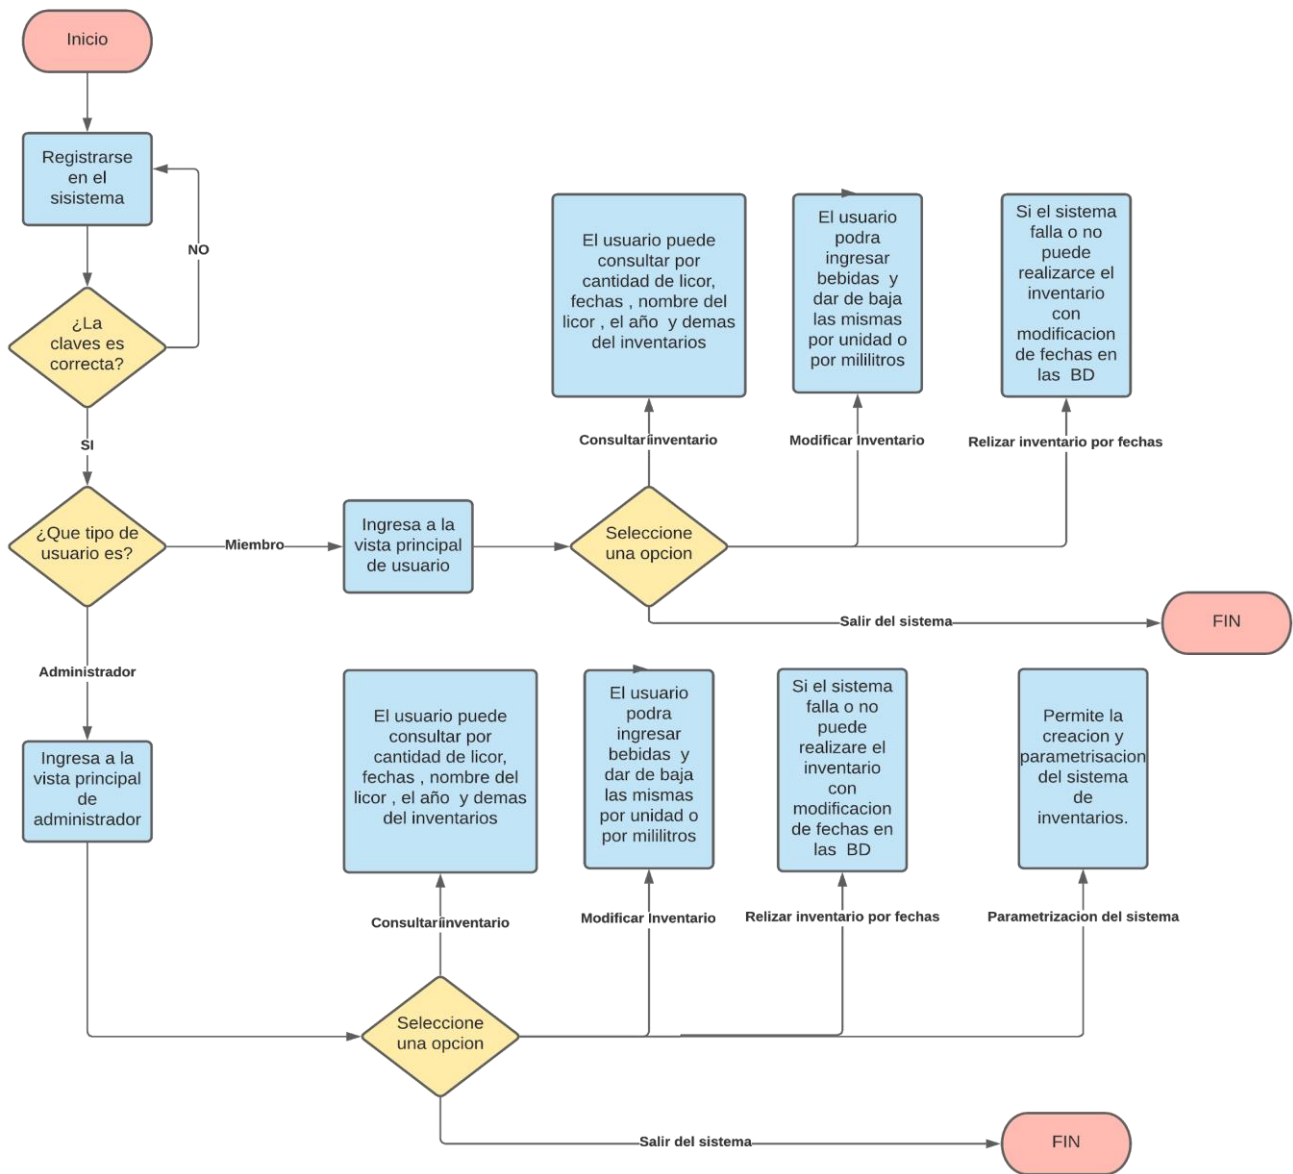 Inicio
Registrarse
en el
sisistema
NO
¿La
claves es
correcta?
SI
¿Que tipo de
usuario es?
Miembro
Ingresa a la
vista principal
de usuario
Seleccione
una opcion
Consultar inventario
El usuario puede
consultar por
cantidad de licor,
fechas , nombre del
licor , el año y demas
del inventarios
Modificar Inventario
El usuario
podra
ingresar
bebidas y
dar de baja
las mismas
por unidad o
por mililitros
Relizar inventario por fechas
Si el sistema
falla o no
puede
realizarce el
inventario
con
modificacion
de fechas en
las BD
Salir del sistema
FIN
Administrador
Ingresa a la
vista principal
de
administrador
Seleccione
una opcion
Consultar inventario
El usuario puede
consultar por
cantidad de licor,
fechas , nombre del
licor , el año y demas
del inventarios
Modificar Inventario
El usuario
podra
ingresar
bebidas y
dar de baja
las mismas
por unidad o
por mililitros
Relizar inventario por fechas
Si el sistema
falla o no
puede
realizare el
inventario
con
modificacion
de fechas en
las BD
Parametrizacion del sistema
Permite la
creacion y
parametrisacion
del sistema
de
inventarios.
Salir del sistema
FIN